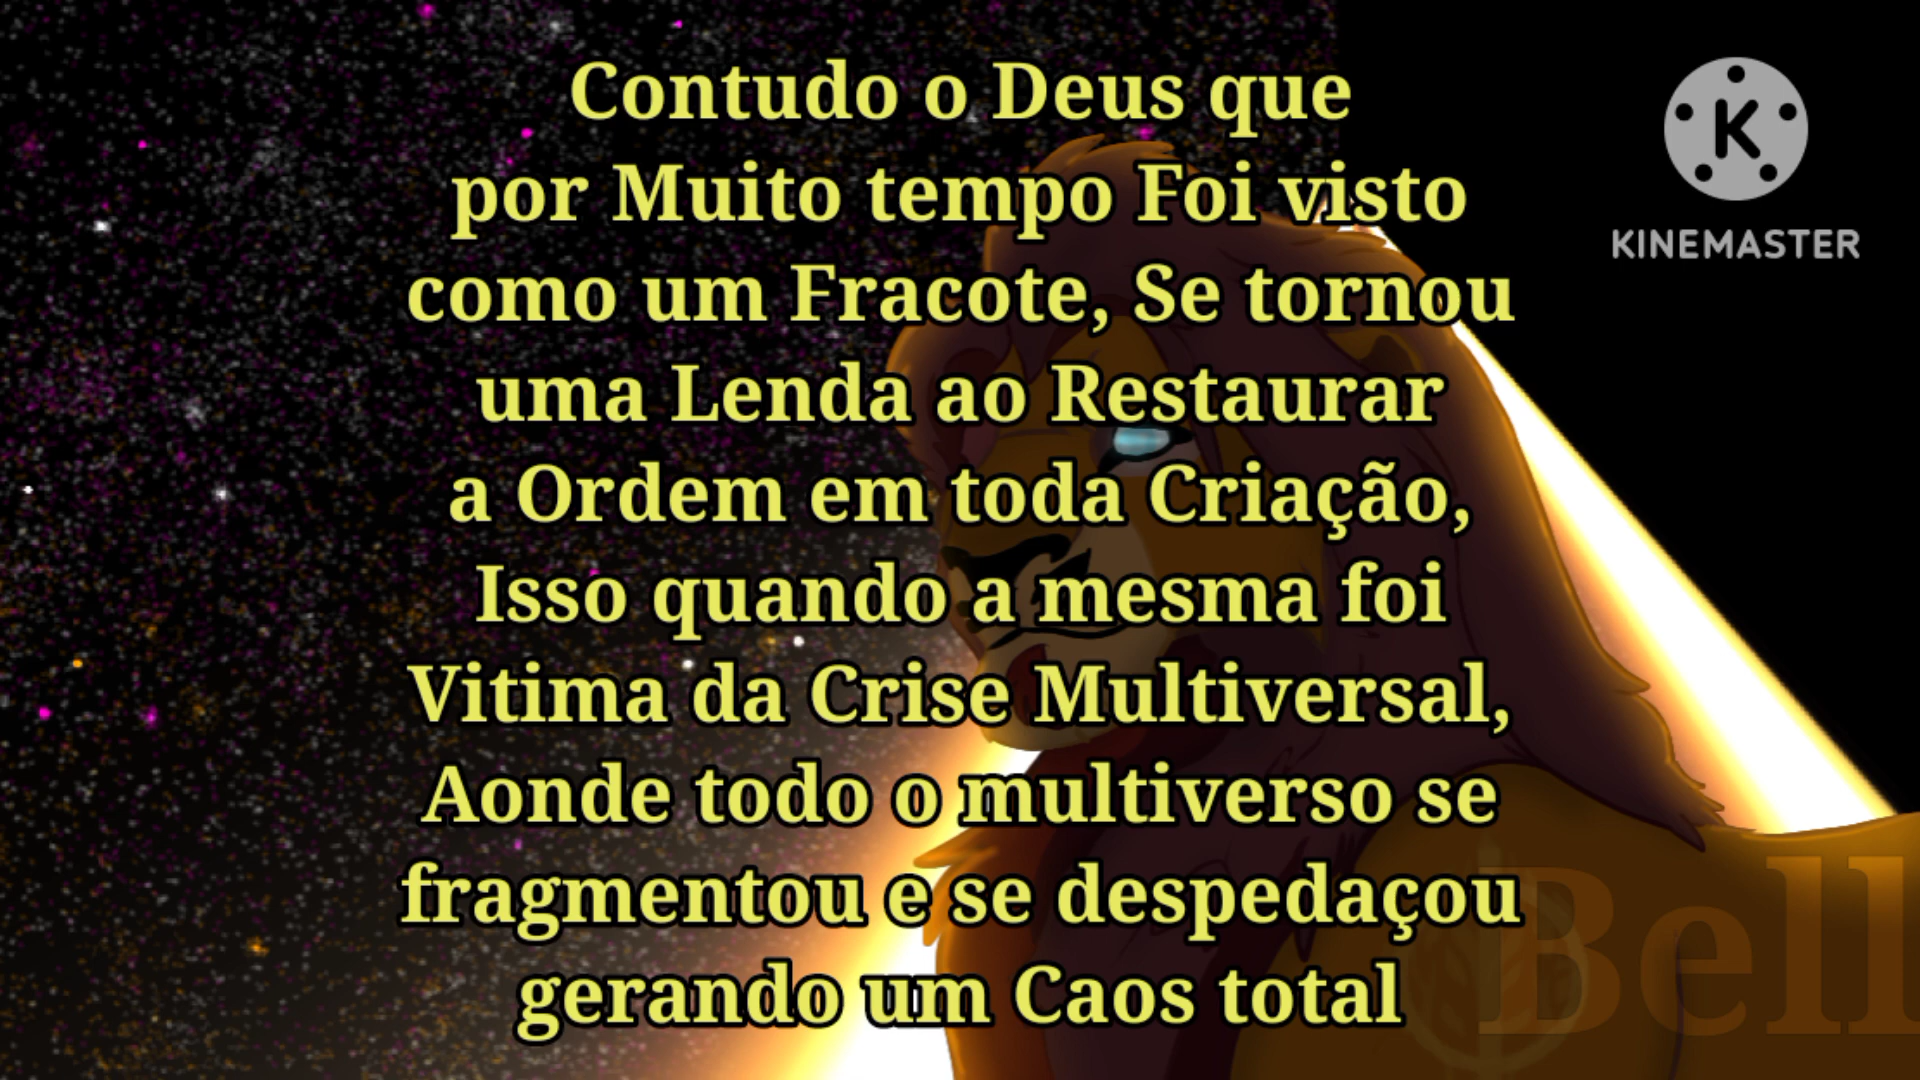 Contudo o Deus que
por Muito tempo Foi visto
como um Fracote, Se tornou
uma Lenda ao Restaurar
a Ordem em toda Criação,
Isso quando a mesma foi
Vitima da Crise Multiversal,
Aonde todo o multiverso se
fragmentou e se despedaçou
gerando um Caos total
K
KINEMASTER
Bell